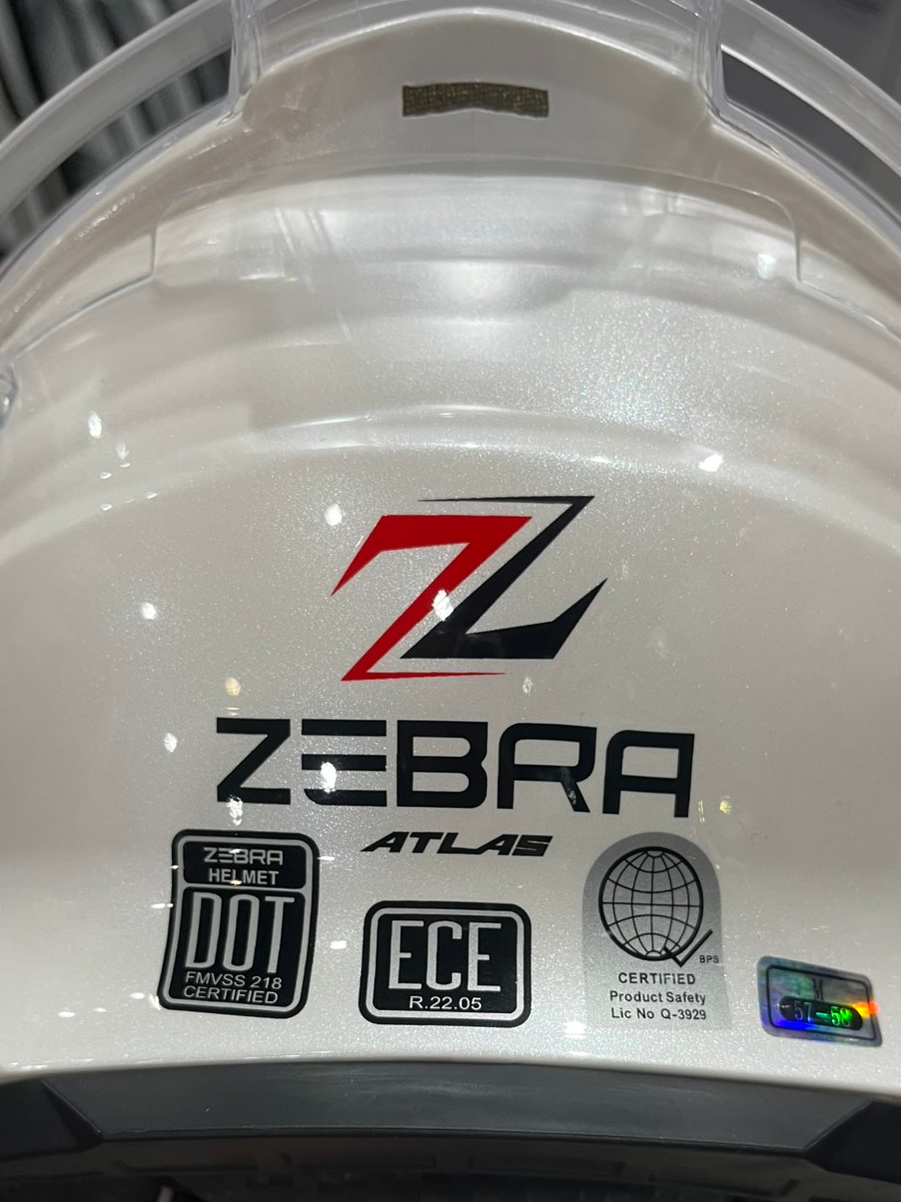 ZEBRA
ATLAS
ZEBRA
HELMET
DOT
FMVSS 218
CERTIFIED
ECE
R.22.05
BPS
CERTIFIED
Product Safety
Lic No Q-3929
M
57-58